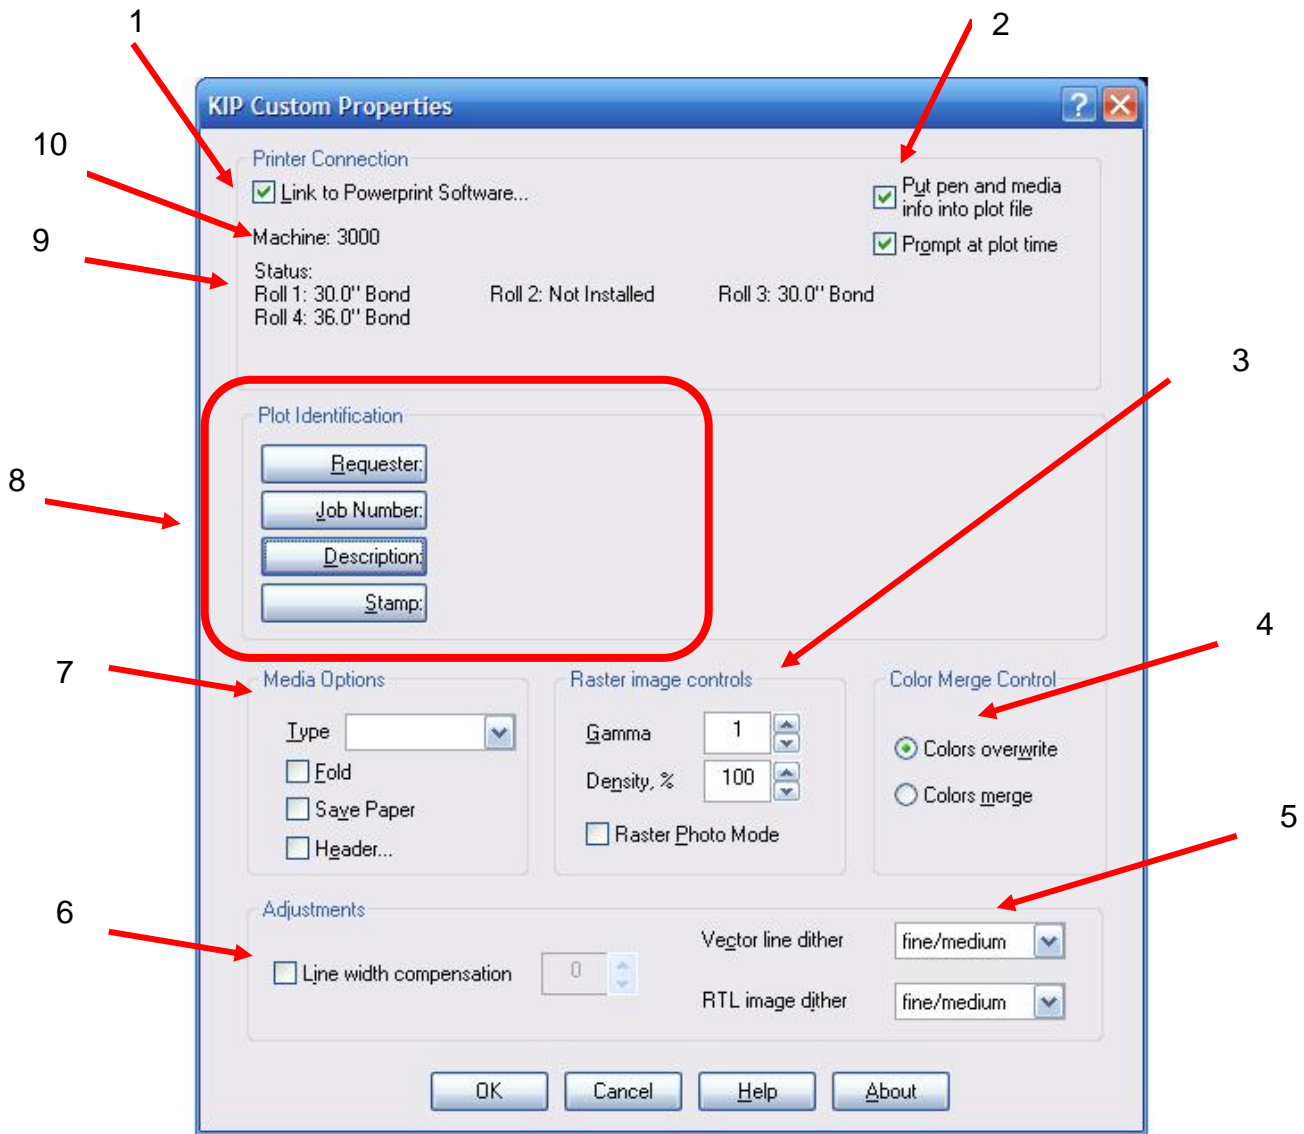 1
2
KIP Custom Properties
10
Printer Connection
Link to Powerprint Software...
Put pen and media
info into plot file
Machine: 3000
Prompt at plot time
9
Status:
Roll 1: 30.0" Bond
Roll 2: Not Installed
Roll 3: 30.0" Bond
Roll 4: 36.0" Bond
3
Plot Identification
Requester:
8
Job Number:
Description:
Stamp:
4
7
Media Options
Raster image controls
Color Merge Control
Type
Gamma
1
Colors overwrite
Fold
Density, %
100
Colors merge
Save Paper
Raster Photo Mode
5
Header...
6
Adjustments
Vector line dither
fine/medium
Line width compensation
0
RTL image dither
fine/medium
OK
Cancel
Help
About